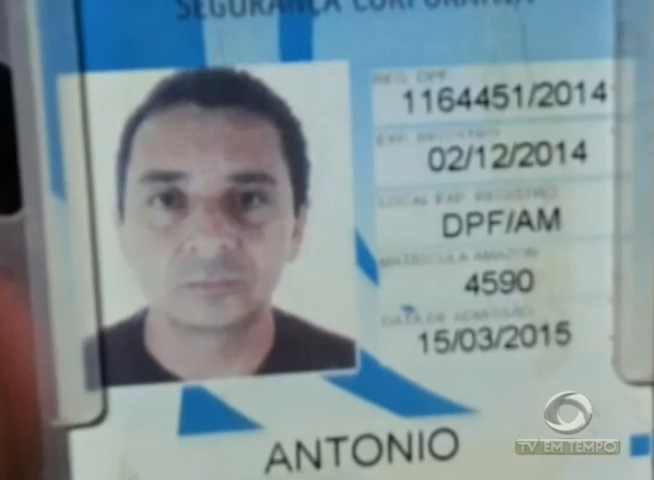 SEGURANÇA CORPORATIVA
REG. DPF
1164451/2014
EXP. REGISTRO
02/12/2014
LOCAL EXP. REGISTRO
DPF/AM
MATRÍCULA AMAZON
4590
DATA DE ADMISSÃO
15/03/2015
ANTONIO
TV EM TEMPO